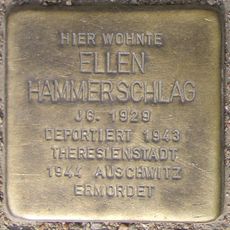 HIER WOHNTE
ELLEN
HAMMERSCHLAG
JG. 1929
DEPORTIERT 1943
THERESIENSTADT
1944 AUSCHWITZ
ERMORDET